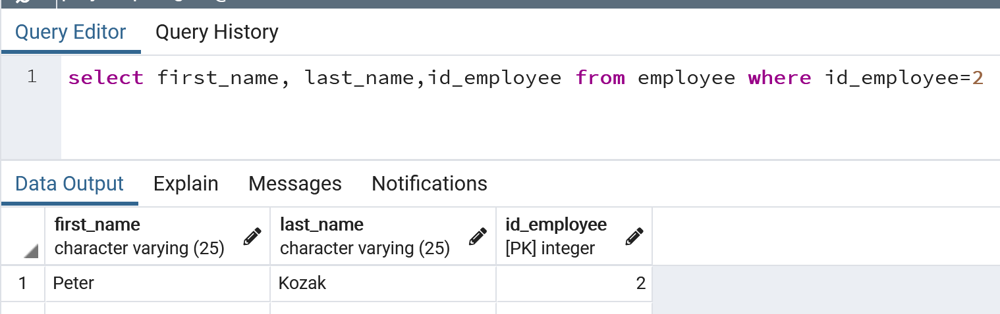 Query Editor Query History
1 select first_name, last_name,id_employee from employee where id_employee=2
Data Output Explain Messages Notifications
first_name last_name id_employee
character varying (25) character varying (25) [PK] integer
1 Peter Kozak 2